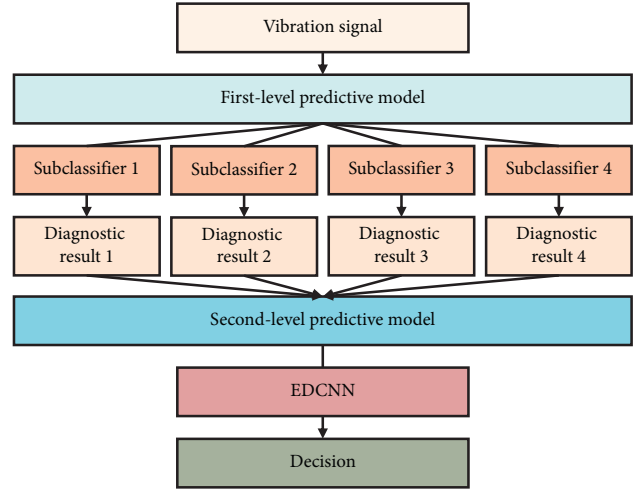 Vibration signal
First-level predictive model
Subclassifier 1
Subclassifier 2
Subclassifier 3
Subclassifier 4
Diagnostic
result 1
Diagnostic
result 2
Diagnostic
result 3
Diagnostic
result 4
Second-level predictive model
EDCNN
Decision